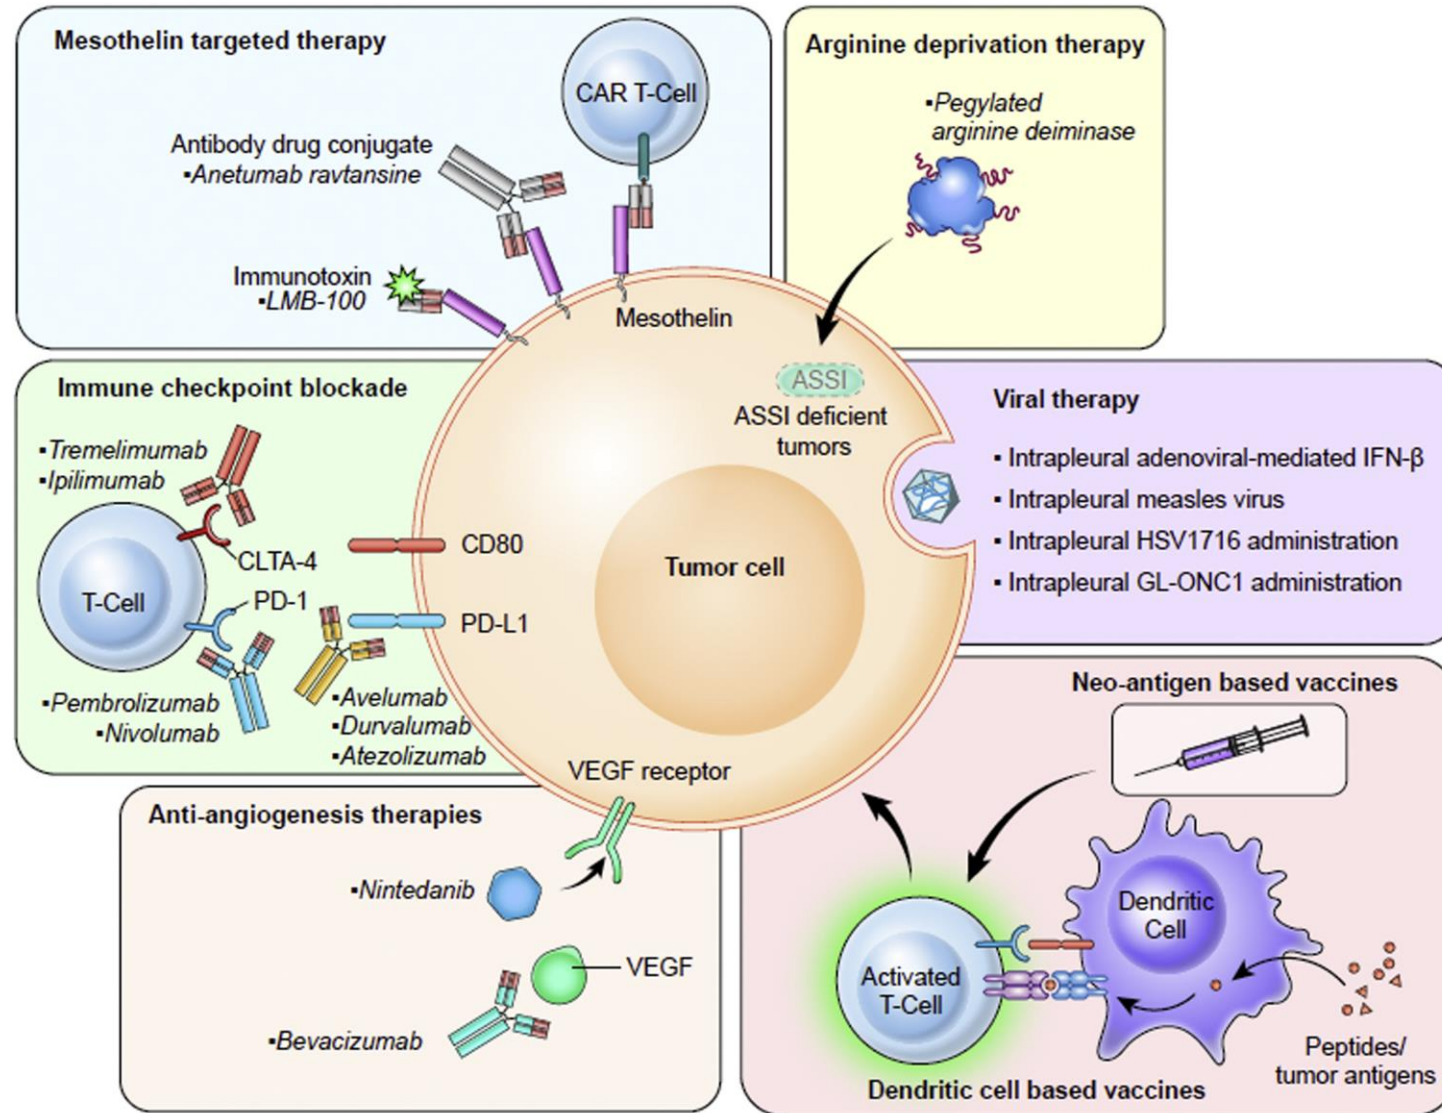 Mesothelin targeted therapy
CAR T-Cell
Antibody drug conjugate
▪Anetumab ravtansine
Immunotoxin
▪LMB-100
Mesothelin
Arginine deprivation therapy
▪Pegylated
arginine deiminase
ASSI
ASSI deficient
tumors
Immune checkpoint blockade
▪Tremelimumab
▪Ipilimumab
CLTA-4
T-Cell
PD-1
CD80
PD-L1
▪Pembrolizumab
▪Nivolumab
▪Avelumab
▪Durvalumab
▪Atezolizumab
Tumor cell
Viral therapy
▪ Intrapleural adenoviral-mediated IFN-β
▪ Intrapleural measles virus
▪ Intrapleural HSV1716 administration
▪ Intrapleural GL-ONC1 administration
VEGF receptor
Anti-angiogenesis therapies
▪Nintedanib
VEGF
▪Bevacizumab
Neo-antigen based vaccines
Dendritic
Cell
Activated
T-Cell
Peptides/
tumor antigens
Dendritic cell based vaccines